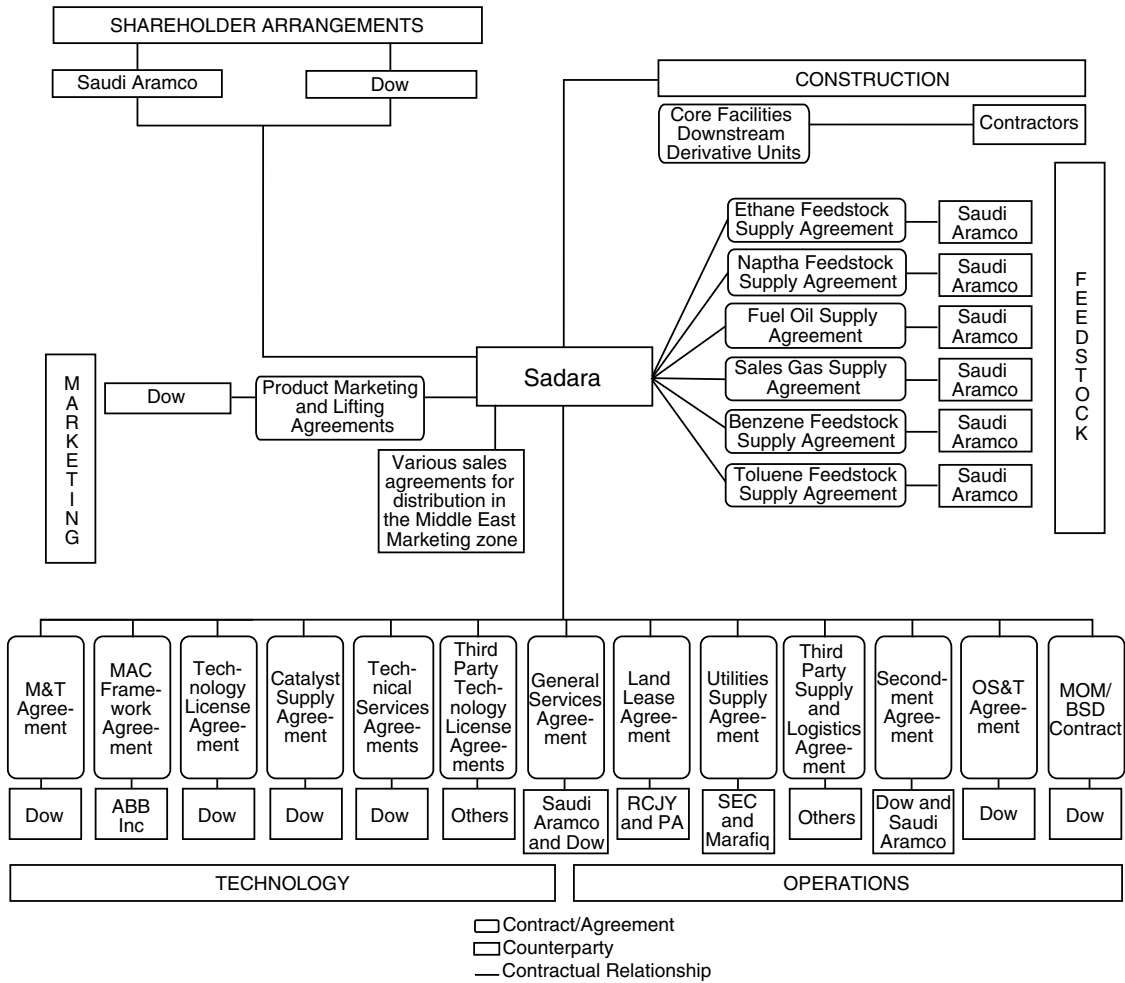 SHAREHOLDER ARRANGEMENTS
Saudi Aramco
Dow
CONSTRUCTION
Core Facilities
Downstream
Derivative Units
Contractors
Ethane Feedstock
Supply Agreement
Saudi
Aramco
Naptha Feedstock
Supply Agreement
Saudi
Aramco
Fuel Oil Supply
Agreement
Saudi
Aramco
Sales Gas Supply
Agreement
Saudi
Aramco
Benzene Feedstock
Supply Agreement
Saudi
Aramco
Toluene Feedstock
Supply Agreement
Saudi
Aramco
FEEDSTOCK
Sadara
MARKETING
Dow
Product Marketing
and Lifting
Agreements
Various sales
agreements for
distribution in
the Middle East
Marketing zone
M&T
Agree-
ment
MAC
Frame-
work
Agree-
ment
Tech-
nology
License
Agree-
ment
Catalyst
Supply
Agree-
ment
Tech-
nical
Services
Agree-
ments
Third
Party
Tech-
nology
License
Agree-
ments
General
Services
Agree-
ment
Land
Lease
Agree-
ment
Utilities
Supply
Agree-
ment
Third
Party
Supply
and
Logistics
Agree-
ment
Second-
ment
Agree-
ment
OS&T
Agree-
ment
MOM/
BSD
Contract
Dow
ABB
Inc
Dow
Dow
Dow
Others
Saudi
Aramco
and Dow
RCJY
and PA
SEC
and
Marafiq
Others
Dow and
Saudi
Aramco
Dow
Dow
TECHNOLOGY
OPERATIONS
Contract/Agreement
Counterparty
Contractual Relationship